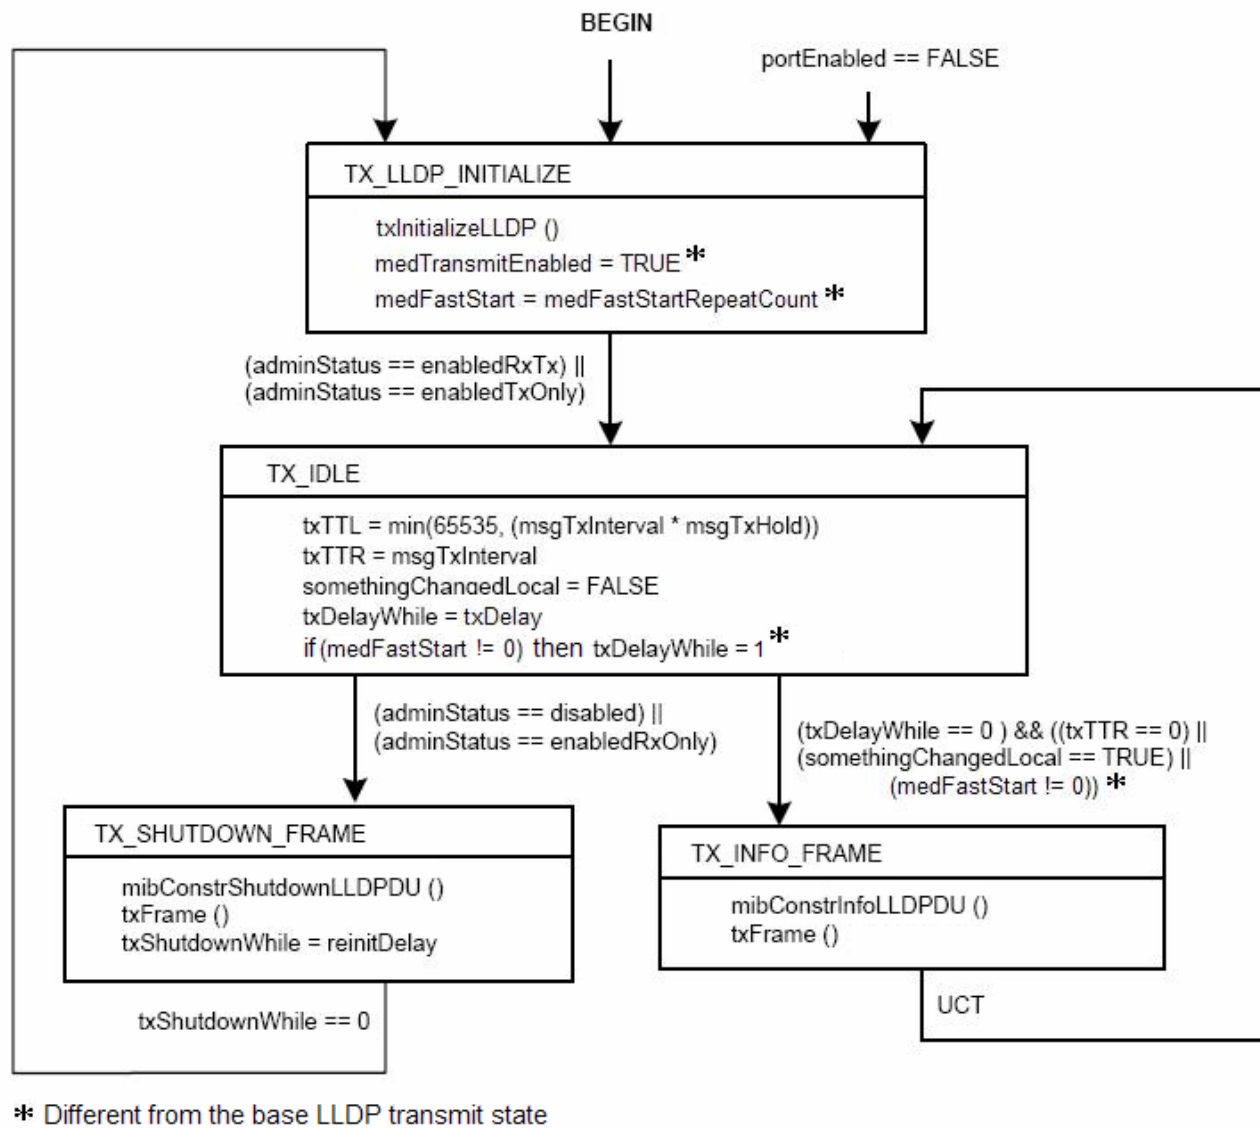 BEGIN
portEnabled == FALSE
TX_LLDP_INITIALIZE
txInitializeLLDP ()
medTransmitEnabled = TRUE *
medFastStart = medFastStartRepeatCount *
(adminStatus == enabledRxTx) ||
(adminStatus == enabledTxOnly)
TX_IDLE
txTTL = min(65535, (msgTxInterval * msgTxHold))
txTTR = msgTxInterval
somethingChangedLocal = FALSE
txDelayWhile = txDelay
if (medFastStart != 0) then txDelayWhile = 1 *
(adminStatus == disabled) ||
(adminStatus == enabledRxOnly)
(txDelayWhile == 0 ) && ((txTTR == 0) ||
(somethingChangedLocal == TRUE) ||
(medFastStart != 0)) *
TX_SHUTDOWN_FRAME
mibConstrShutdownLLDPDU ()
txFrame ()
txShutdownWhile = reinitDelay
TX_INFO_FRAME
mibConstrInfoLLDPDU ()
txFrame ()
txShutdownWhile == 0
UCT
* Different from the base LLDP transmit state